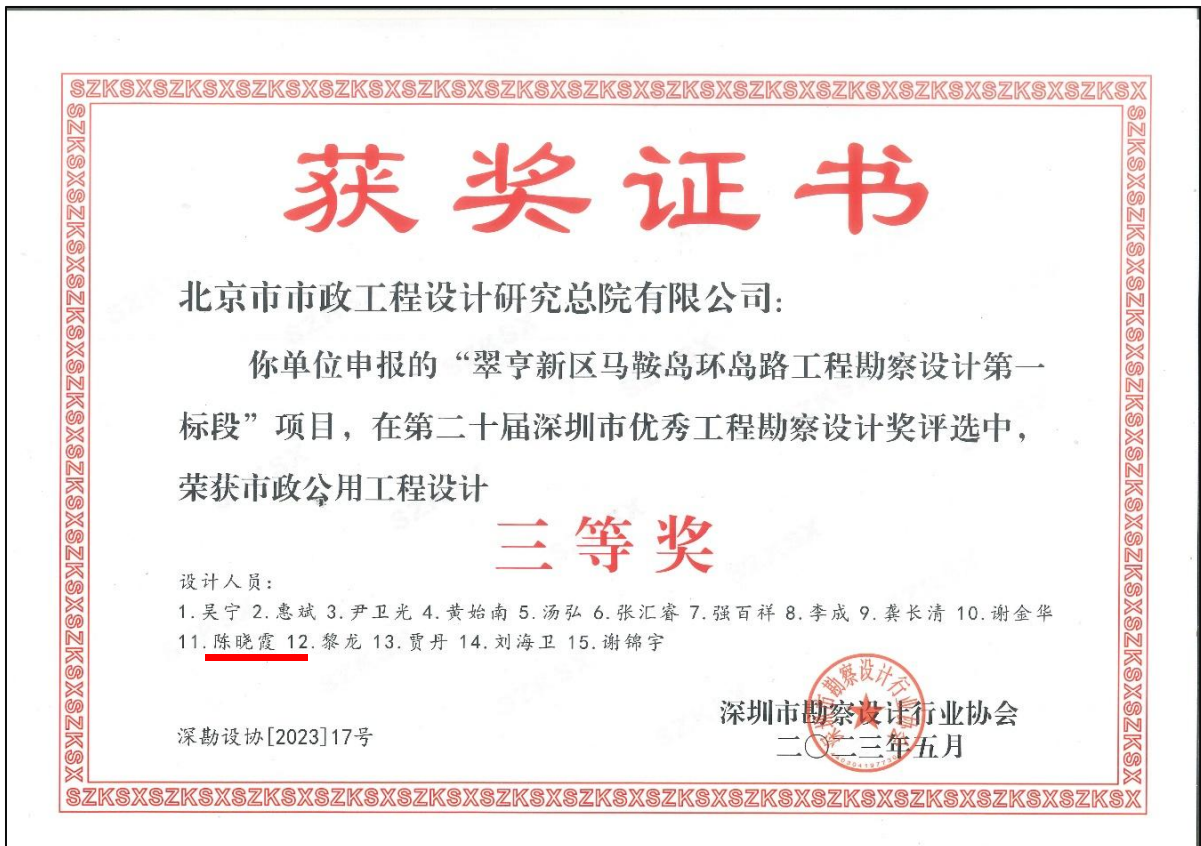 SZKSXSZKSXSZKSXSZKSXSZKSXSZKSXSZKSXSZKSXSZKSXSZKSXSZKSX
获奖证书
北京市市政工程设计研究总院有限公司：
你单位申报的“翠亨新区马鞍岛环岛路工程勘察设计第一
标段”项目，在第二十届深圳市优秀工程勘察设计奖评选中，
荣获市政公用工程设计
三等奖
设计人员：
1.吴宁 2.惠斌 3.尹卫光 4.黄始南 5.汤弘 6.张汇睿 7.强百祥 8.李成 9.龚长清 10.谢金华
11.陈晓霞 12.黎龙 13.贾丹 14.刘海卫 15.谢锦宇
深圳市勘察设计行业协会
二〇二三年五月
深勘设协[2023]17号
SZKSXSZKSXSZKSXSZKSXSZKSXSZKSXSZKSXSZKSXSZKSXSZKSXSZKSX